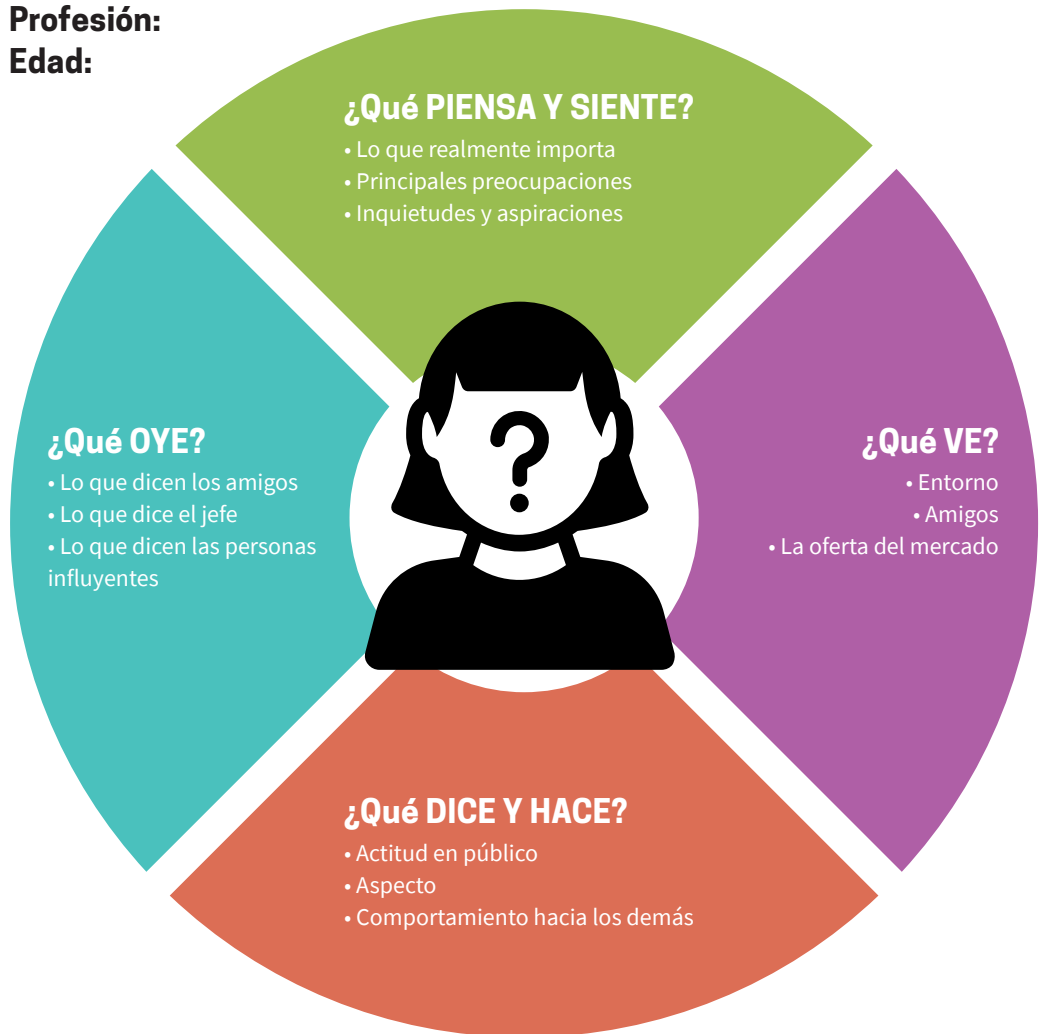 Profesión:
Edad:
¿Qué PIENSA Y SIENTE?
• Lo que realmente importa
• Principales preocupaciones
• Inquietudes y aspiraciones
¿Qué OYE?
• Lo que dicen los amigos
• Lo que dice el jefe
• Lo que dicen las personas
influyentes
?
¿Qué VE?
• Entorno
• Amigos
• La oferta del mercado
¿Qué DICE Y HACE?
• Actitud en público
• Aspecto
• Comportamiento hacia los demás